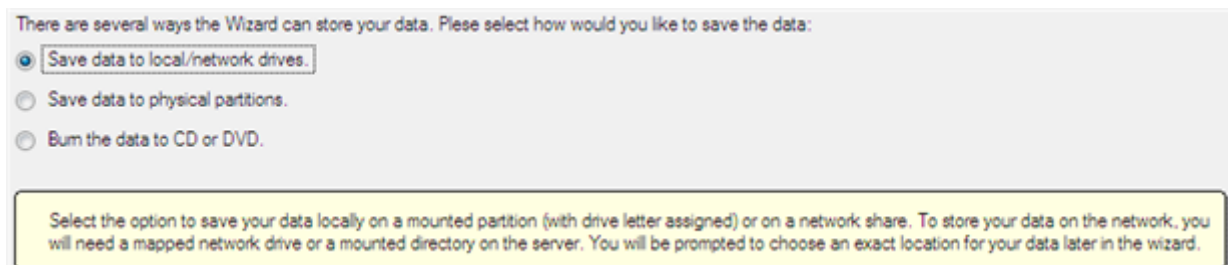 There are several ways the Wizard can store your data. Plese select how would you like to save the data:
Save data to local/network drives.
Save data to physical partitions.
Burn the data to CD or DVD.
Select the option to save your data locally on a mounted partition (with drive letter assigned) or on a network share. To store your data on the network, you
will need a mapped network drive or a mounted directory on the server. You will be prompted to choose an exact location for your data later in the wizard.